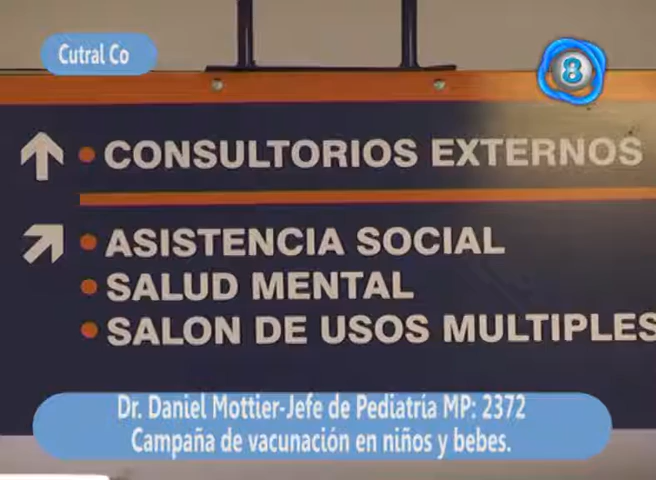 Cutral Co
8
CONSULTORIOS EXTERNOS
ASISTENCIA SOCIAL
SALUD MENTAL
SALON DE USOS MULTIPLES
Dr. Daniel Mottier-Jefe de Pediatría MP: 2372
Campaña de vacunación en niños y bebes.